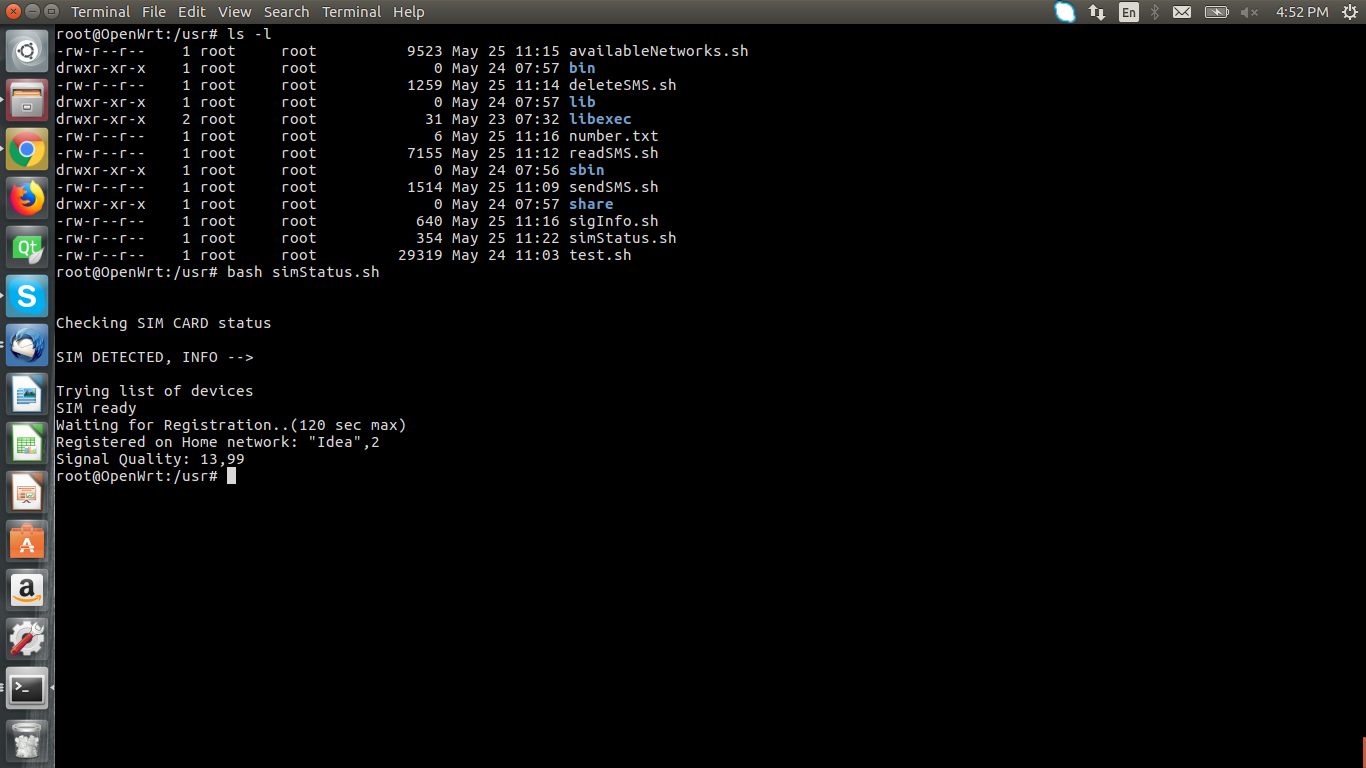 Terminal File Edit View Search Terminal Help En 4:52 PM
root@OpenWrt:/usr# ls -l
-rw-r--r--    1 root     root          9523 May 25 11:15 availableNetworks.sh
drwxr-xr-x    1 root     root             0 May 24 07:57 bin
-rw-r--r--    1 root     root          1259 May 25 11:14 deleteSMS.sh
drwxr-xr-x    1 root     root             0 May 24 07:57 lib
drwxr-xr-x    2 root     root            31 May 23 07:32 libexec
-rw-r--r--    1 root     root             6 May 25 11:16 number.txt
-rw-r--r--    1 root     root          7155 May 25 11:12 readSMS.sh
drwxr-xr-x    1 root     root             0 May 24 07:56 sbin
-rw-r--r--    1 root     root          1514 May 25 11:09 sendSMS.sh
drwxr-xr-x    1 root     root             0 May 24 07:57 share
-rw-r--r--    1 root     root           640 May 25 11:16 sigInfo.sh
-rw-r--r--    1 root     root           354 May 25 11:22 simStatus.sh
-rw-r--r--    1 root     root         29319 May 24 11:03 test.sh
root@OpenWrt:/usr# bash simStatus.sh
Checking SIM CARD status
SIM DETECTED, INFO -->
Trying list of devices
SIM ready
Waiting for Registration..(120 sec max)
Registered on Home network: "Idea",2
Signal Quality: 13,99
root@OpenWrt:/usr#
Qt
S
A
a
>_